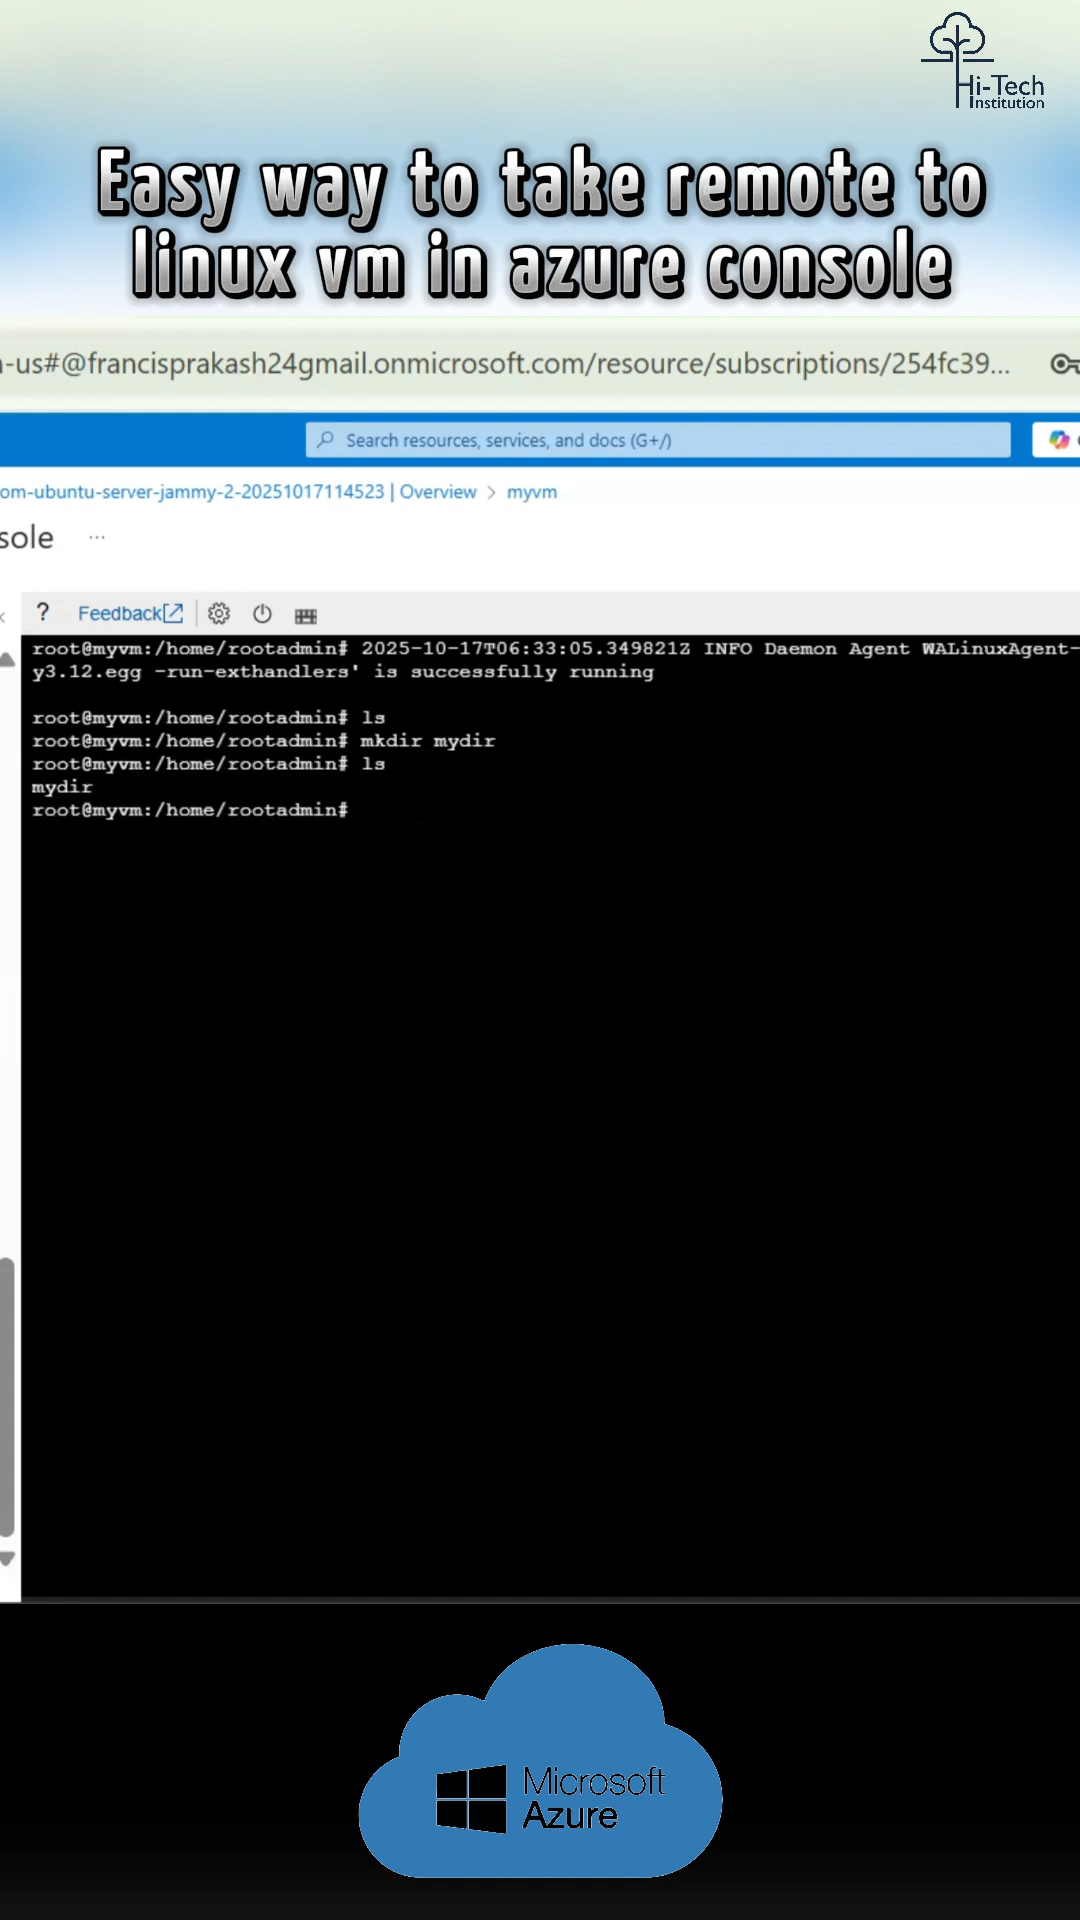 Hi-Tech
Institution
Easy way to take remote to
linux vm in azure console
-us#@francisprakash24gmail.onmicrosoft.com/resource/subscriptions/254fc39...
Search resources, services, and docs (G+/)
om-ubuntu-server-jammy-2-20251017114523 | Overview > myvm
sole ...
? Feedback
root@myvm:/home/rootadmin# 2025-10-17T06:33:05.349821Z INFO Daemon Agent WALinuxAgent-
y3.12.egg -run-exthandlers' is successfully running
root@myvm:/home/rootadmin# ls
root@myvm:/home/rootadmin# mkdir mydir
root@myvm:/home/rootadmin# ls
mydir
root@myvm:/home/rootadmin#
Microsoft
Azure